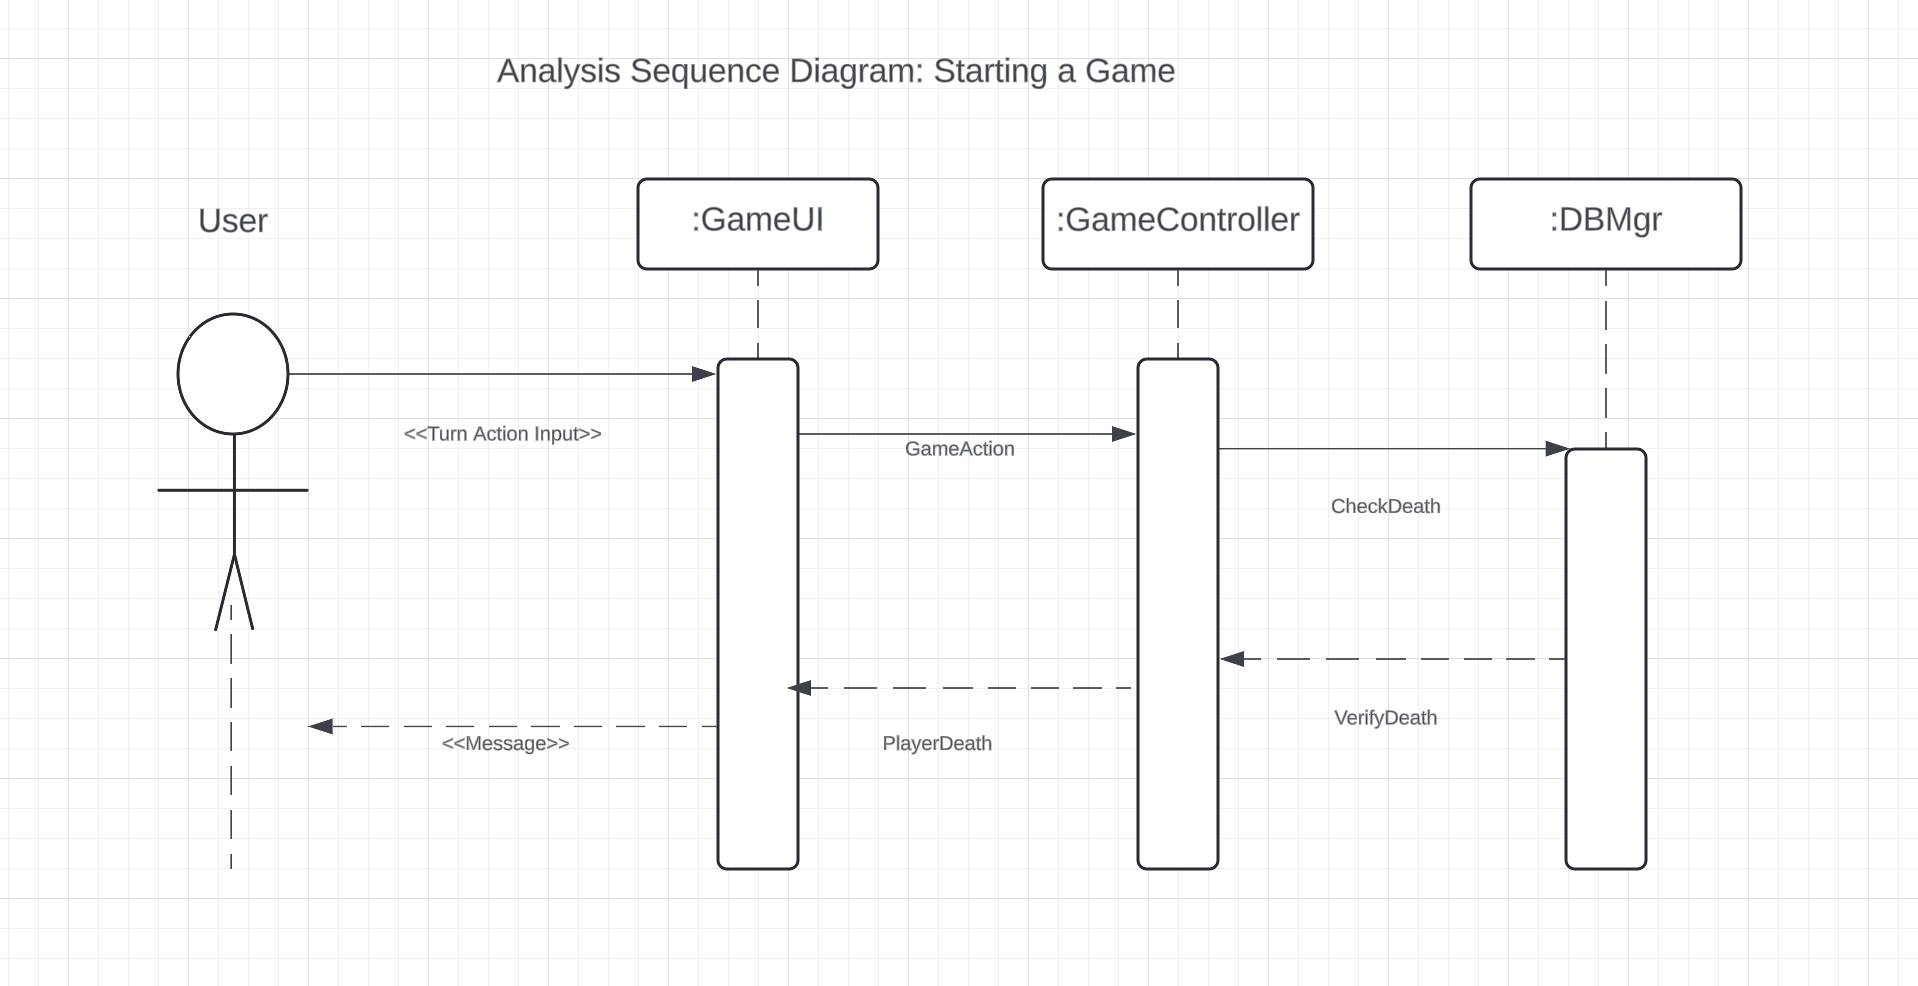 Analysis Sequence Diagram: Starting a Game
User
:GameUI
:GameController
:DBMgr
<<Turn Action Input>>
GameAction
CheckDeath
VerifyDeath
PlayerDeath
<<Message>>